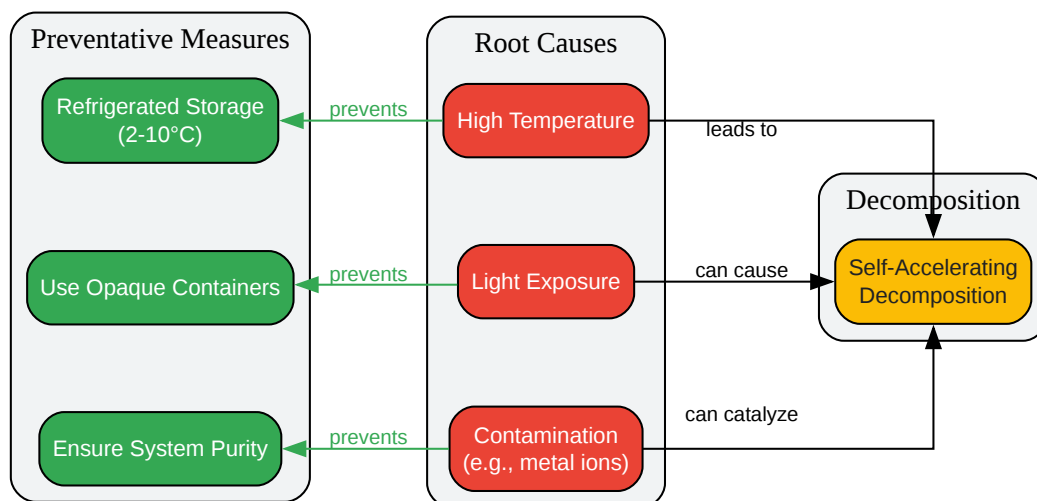 Preventative Measures
Refrigerated Storage
(2-10°C)
Use Opaque Containers
Ensure System Purity
prevents
prevents
prevents
Root Causes
High Temperature
Light Exposure
Contamination
(e.g., metal ions)
leads to
can cause
can catalyze
Decomposition
Self-Accelerating
Decomposition